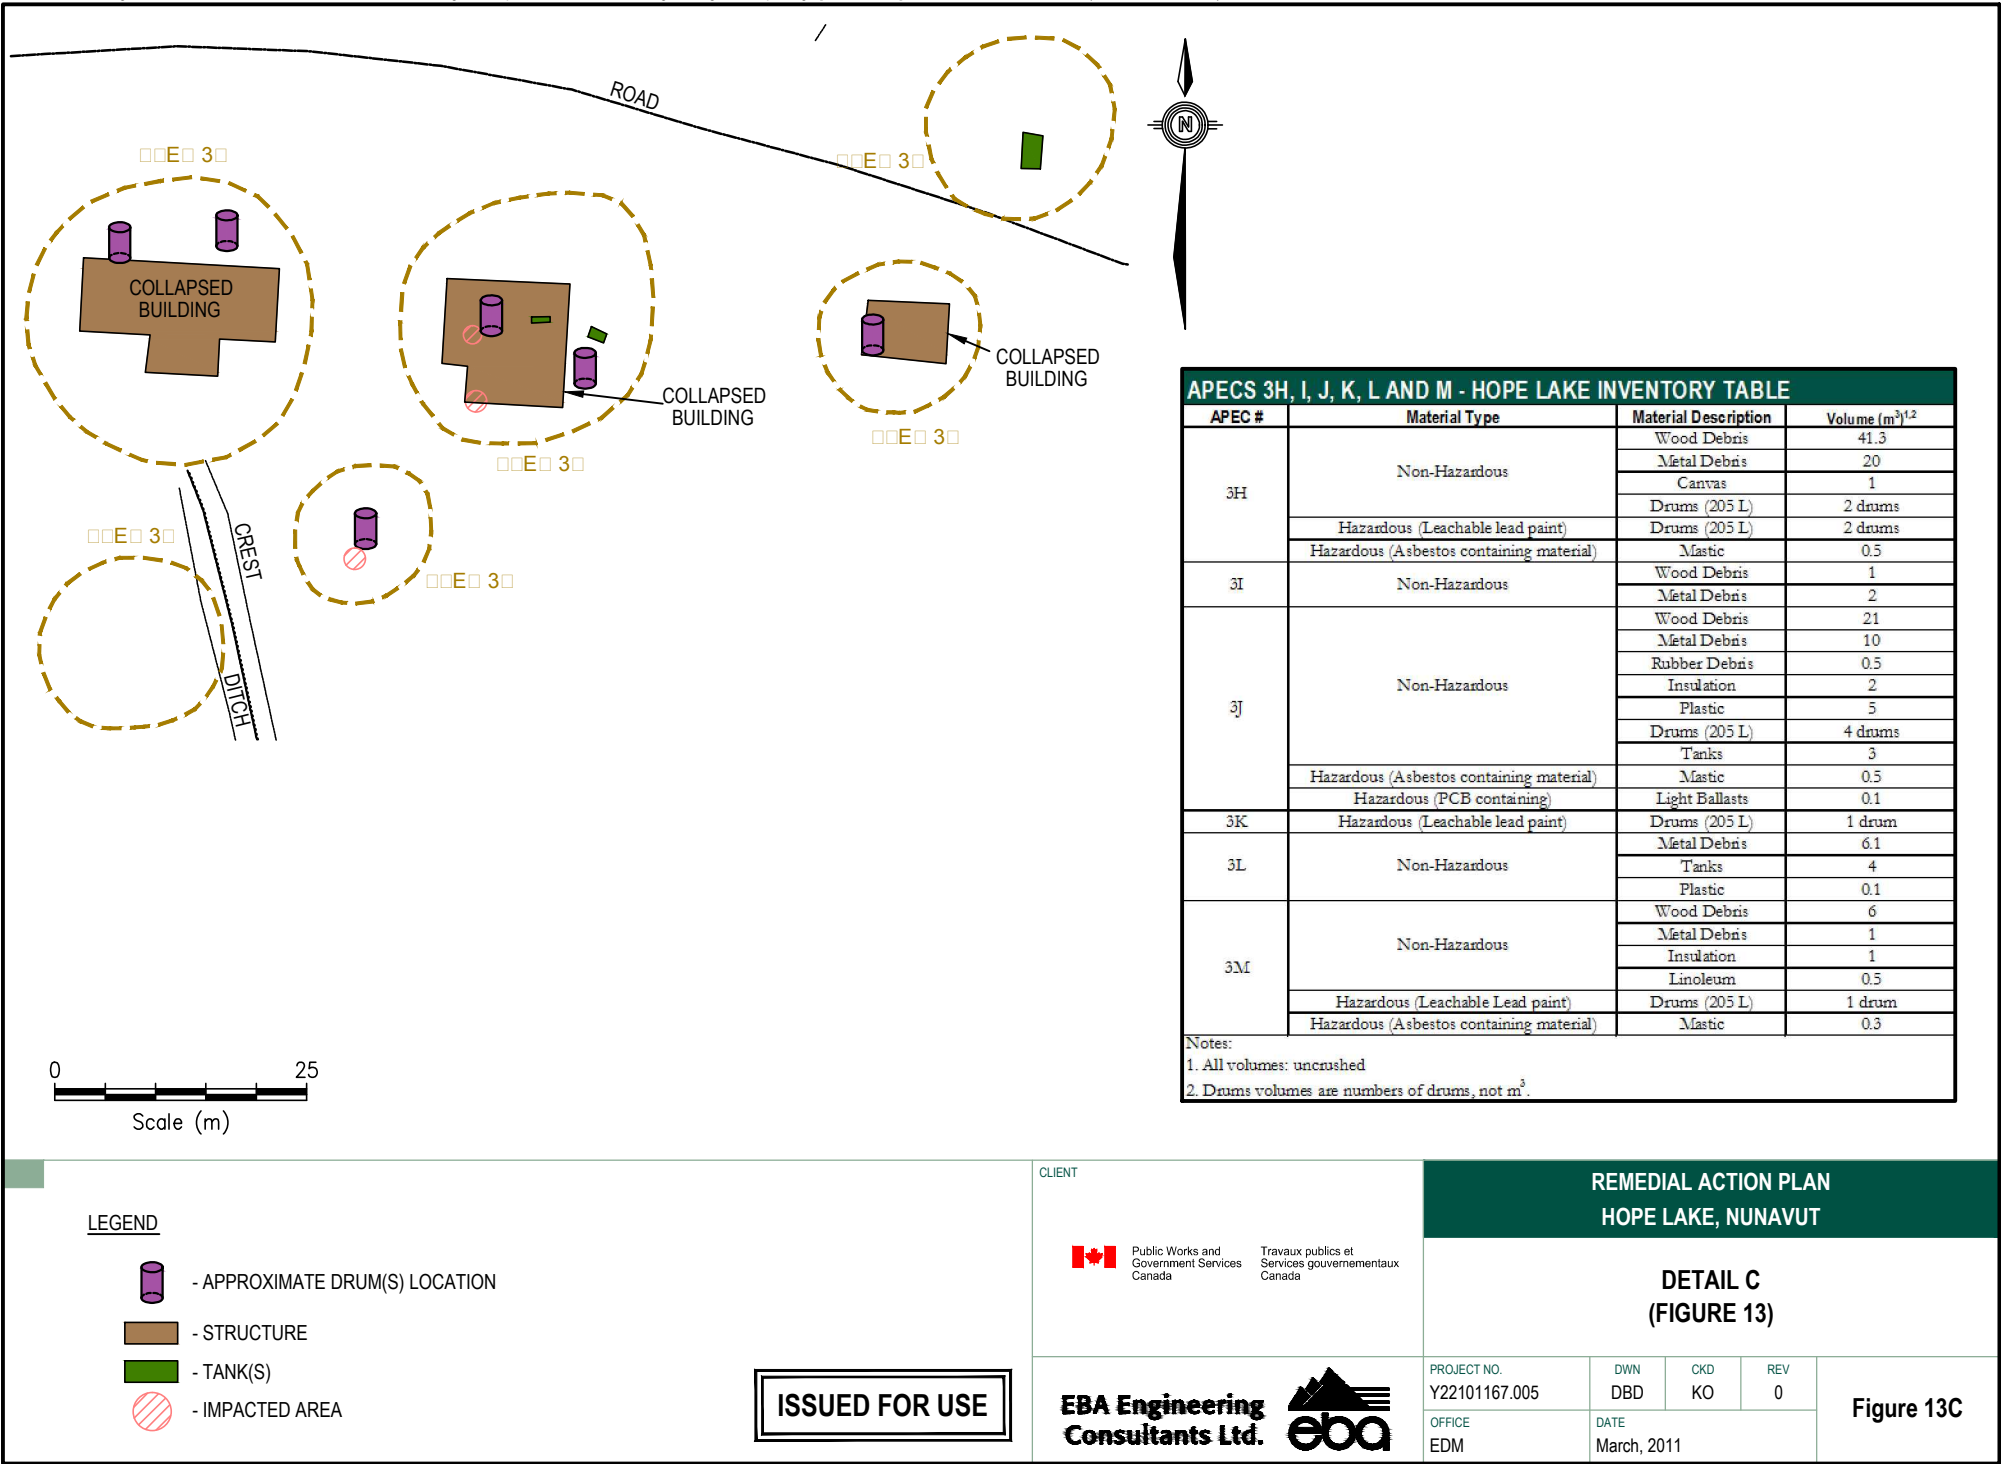 ROAD
□□E□ 3□
□□E□ 3□
COLLAPSED
BUILDING
COLLAPSED
BUILDING
COLLAPSED
BUILDING
□□E□ 3□
□□E□ 3□
□□E□ 3□
□□E□ 3□
CREST
DITCH
N
APECS 3H, I, J, K, L AND M - HOPE LAKE INVENTORY TABLE
APEC # Material Type Material Description Volume (m³)1,2
3H Non-Hazardous Wood Debris 41.3
Metal Debris 20
Canvas 1
Drums (205 L) 2 drums
Hazardous (Leachable lead paint) Drums (205 L) 2 drums
Hazardous (Asbestos containing material) Mastic 0.5
3I Non-Hazardous Wood Debris 1
Metal Debris 2
3J Non-Hazardous Wood Debris 21
Metal Debris 10
Rubber Debris 0.5
Insulation 2
Plastic 5
Drums (205 L) 4 drums
Tanks 3
Hazardous (Asbestos containing material) Mastic 0.5
Hazardous (PCB containing) Light Ballasts 0.1
3K Hazardous (Leachable lead paint) Drums (205 L) 1 drum
3L Non-Hazardous Metal Debris 6.1
Tanks 4
Plastic 0.1
3M Non-Hazardous Wood Debris 6
Metal Debris 1
Insulation 1
Linoleum 0.5
Hazardous (Leachable Lead paint) Drums (205 L) 1 drum
Hazardous (Asbestos containing material) Mastic 0.3
Notes:
1. All volumes: uncrushed
2. Drums volumes are numbers of drums, not m³.
0 25
Scale (m)
LEGEND
- APPROXIMATE DRUM(S) LOCATION
- STRUCTURE
- TANK(S)
- IMPACTED AREA
ISSUED FOR USE
CLIENT
Public Works and Government Services Canada
Travaux publics et Services gouvernementaux Canada
EBA Engineering
Consultants Ltd.
eba
REMEDIAL ACTION PLAN
HOPE LAKE, NUNAVUT
DETAIL C
(FIGURE 13)
PROJECT NO. DWN CKD REV
Y22101167.005 DBD KO 0
OFFICE DATE
EDM March, 2011
Figure 13C